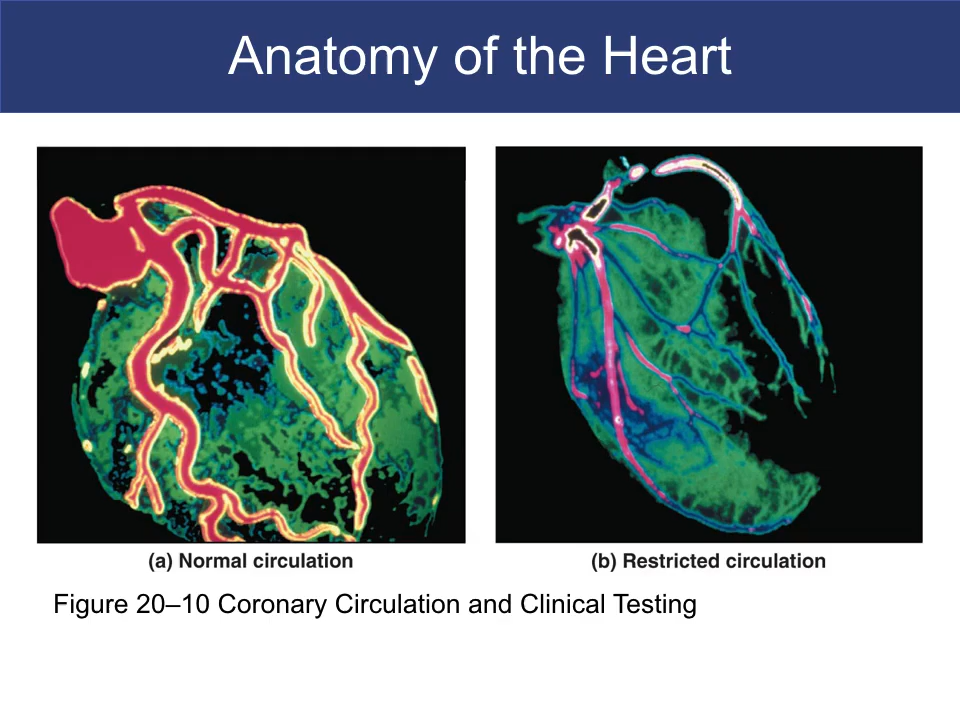 Anatomy of the Heart
(a) Normal circulation
(b) Restricted circulation
Figure 20–10 Coronary Circulation and Clinical Testing